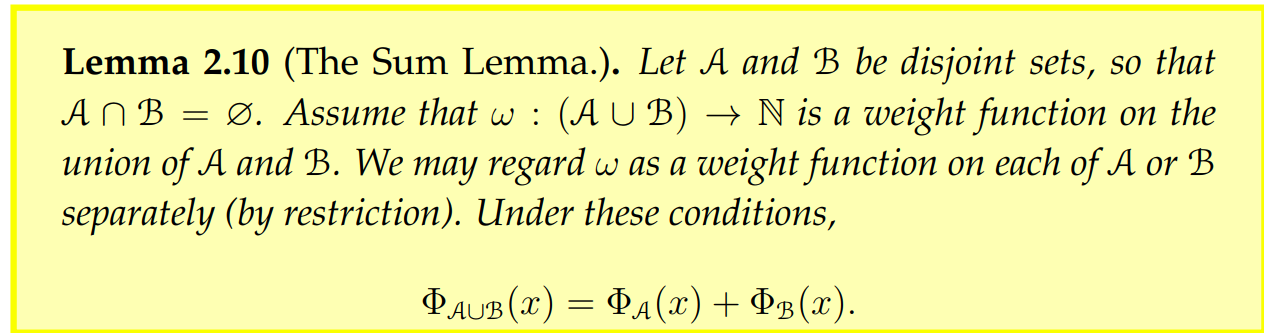 Lemma 2.10 (The Sum Lemma.). Let 𝒜 and ℬ be disjoint sets, so that
𝒜 ∩ ℬ = ∅. Assume that ω : (𝒜 ∪ ℬ) → ℕ is a weight function on the
union of 𝒜 and ℬ. We may regard ω as a weight function on each of 𝒜 or ℬ
separately (by restriction). Under these conditions,
Φ_{𝒜∪ℬ}(x) = Φ_𝒜(x) + Φ_ℬ(x).